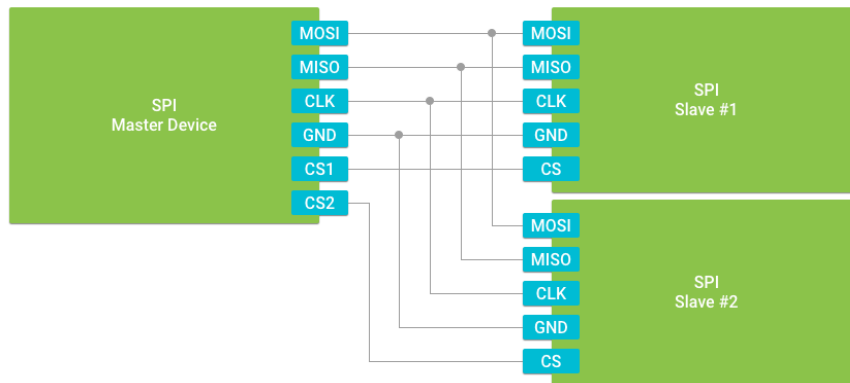 SPI
Master Device
MOSI
MISO
CLK
GND
CS1
CS2
MOSI
MISO
CLK
GND
CS
SPI
Slave #1
MOSI
MISO
CLK
GND
CS
SPI
Slave #2